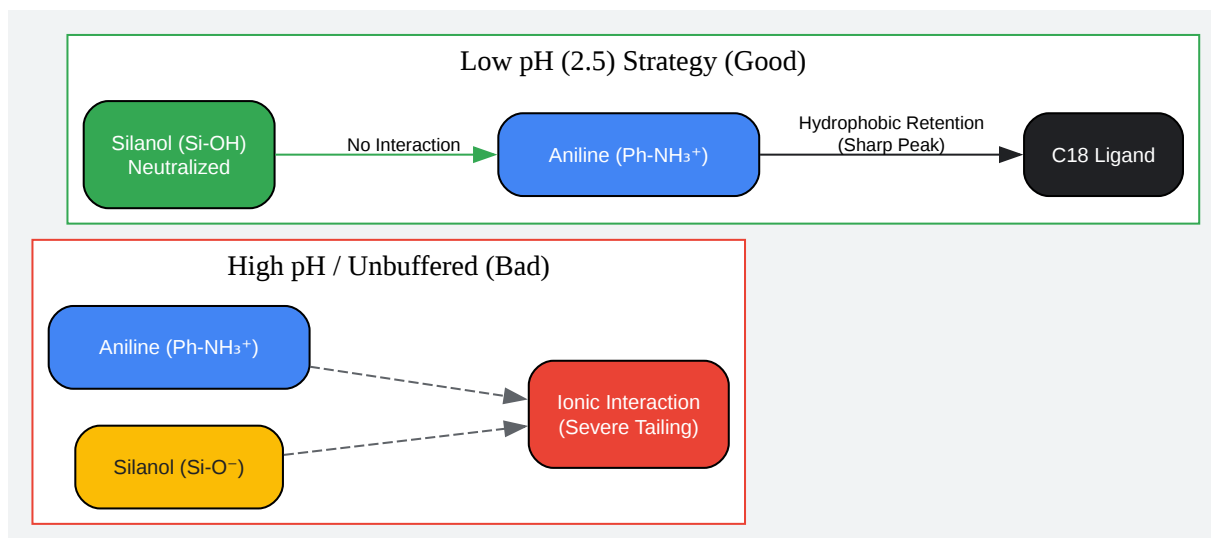 Low pH (2.5) Strategy (Good)
Silanol (Si-OH)
Neutralized
No Interaction
Aniline (Ph-NH₃⁺)
Hydrophobic Retention
(Sharp Peak)
C18 Ligand
High pH / Unbuffered (Bad)
Aniline (Ph-NH₃⁺)
Silanol (Si-O⁻)
Ionic Interaction
(Severe Tailing)